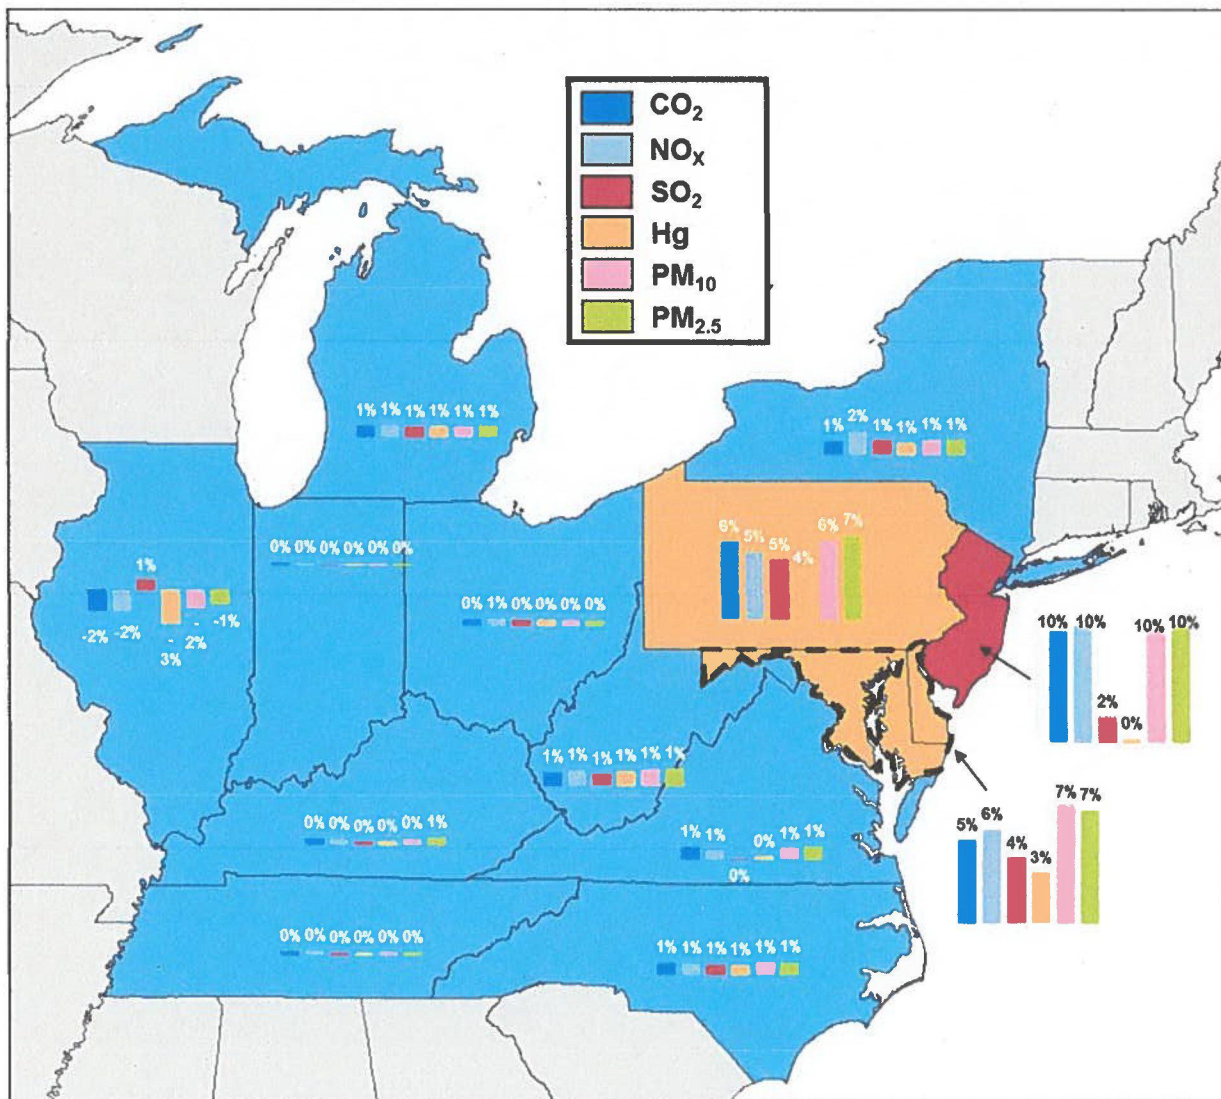 CO₂
NOₓ
SO₂
Hg
PM₁₀
PM₂.₅
1% 1% 1% 1% 1% 1%
1% 2% 1% 1% 1% 1%
6% 5% 5% 4% 6% 7%
0% 0% 0% 0% 0% 0%
1%
-2% -2% - 3% - 2% -1%
0% 1% 0% 0% 0% 0%
10% 10% 2% 0% 10% 10%
1% 1% 1% 1% 1% 1%
5% 6% 4% 3% 7% 7%
0% 0% 0% 0% 0% 1%
1% 1% 0% 0% 1% 1%
0% 0% 0% 0% 0% 0%
1% 1% 1% 1% 1% 1%